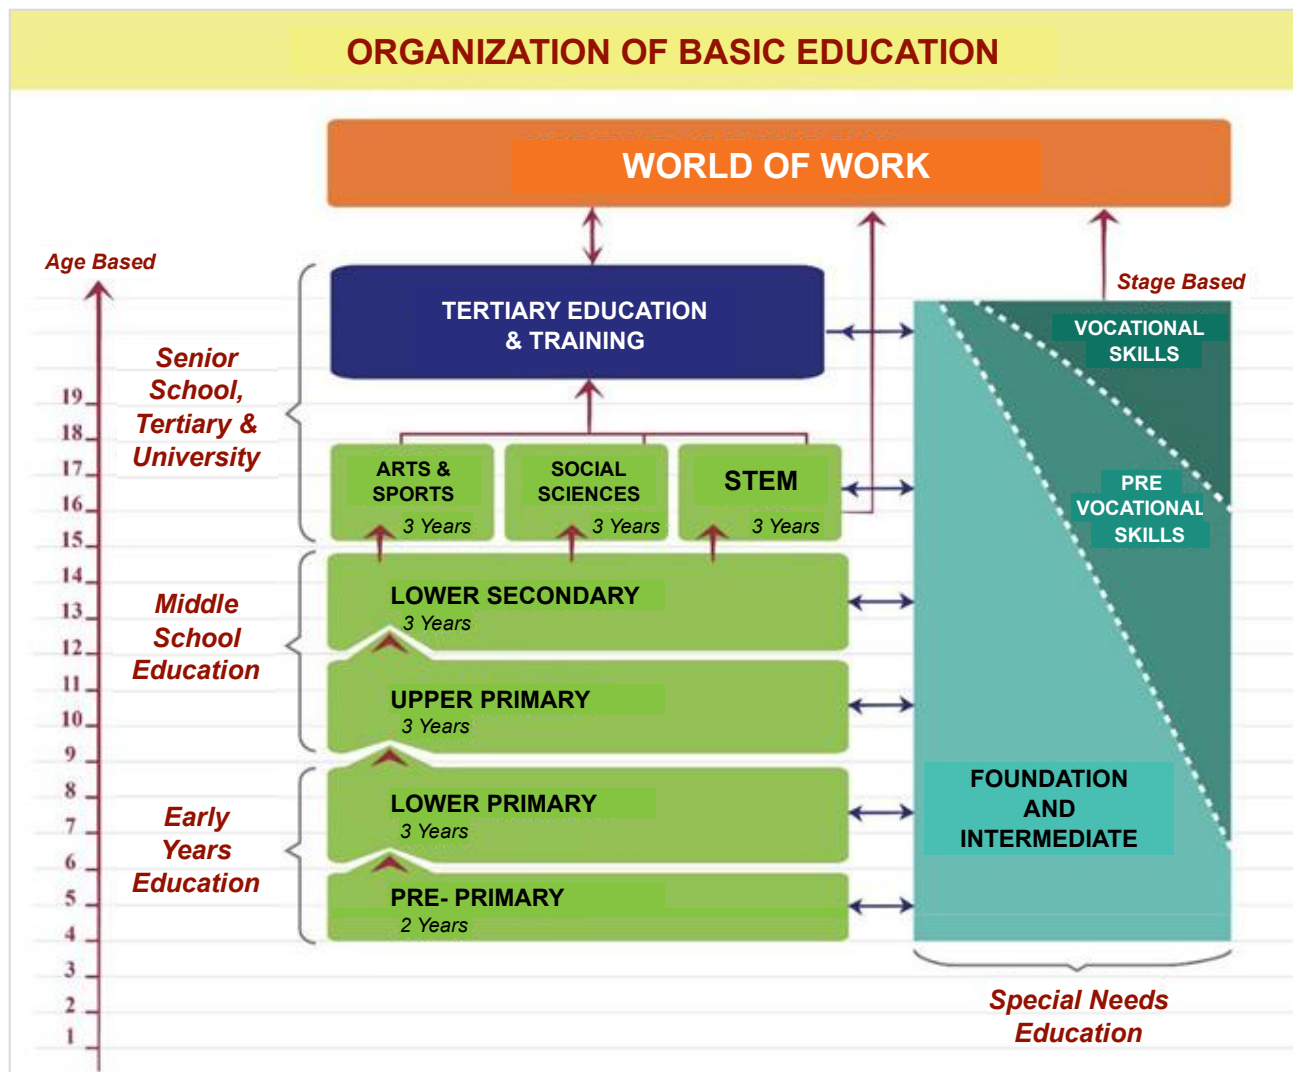 ORGANIZATION OF BASIC EDUCATION
WORLD OF WORK
Age Based
Stage Based
TERTIARY EDUCATION
& TRAINING
VOCATIONAL
SKILLS
Senior
School,
Tertiary &
University
19
18
17
16
15
ARTS &
SPORTS
3 Years
SOCIAL
SCIENCES
3 Years
STEM
3 Years
PRE
VOCATIONAL
SKILLS
14
13
12
11
10
9
Middle
School
Education
LOWER SECONDARY
3 Years
UPPER PRIMARY
3 Years
8
7
6
5
4
3
2
1
Early
Years
Education
LOWER PRIMARY
3 Years
PRE- PRIMARY
2 Years
FOUNDATION
AND
INTERMEDIATE
Special Needs
Education